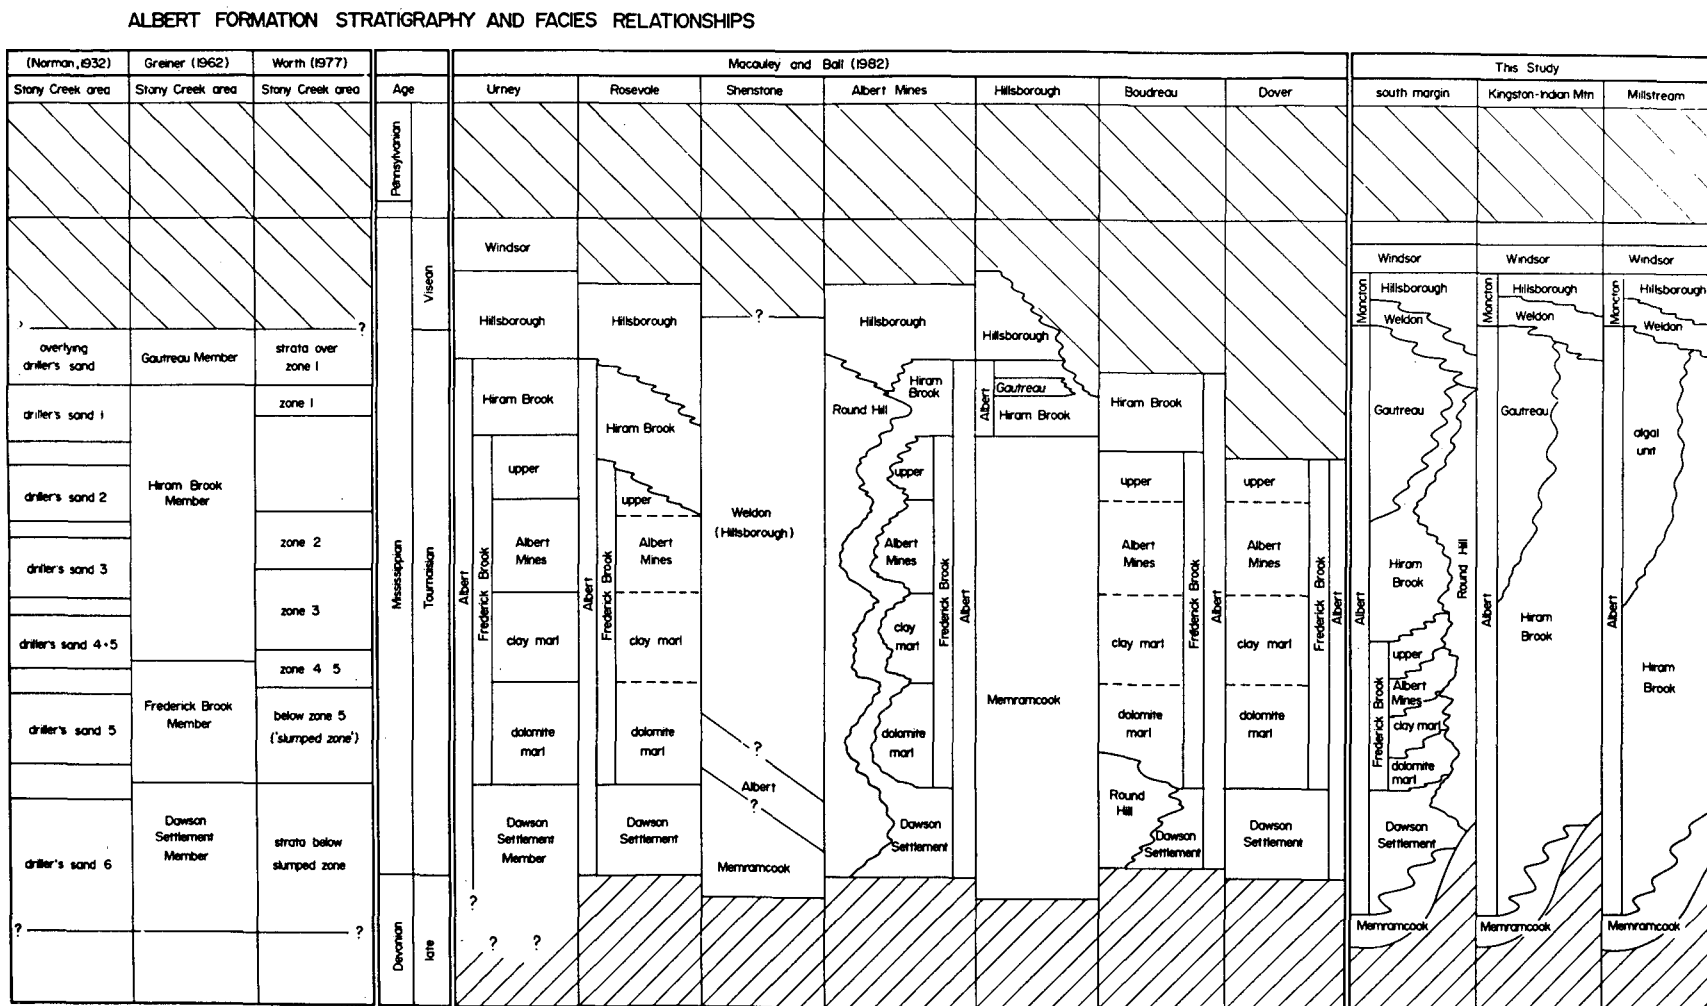 ALBERT FORMATION STRATIGRAPHY AND FACIES RELATIONSHIPS
(Norman, 1932)
Greiner (1962)
Worth (1977)
Macauley and Ball (1982)
This Study
Stony Creek area
Stony Creek area
Stony Creek area
Age
Urney
Rosevale
Shenstone
Albert Mines
Hillsborough
Boudreau
Dover
south margin
Kingston-Indian Mtn
Millstream
?
overlying
driller's sand
driller's sand 1
driller's sand 2
driller's sand 3
driller's sand 4+5
driller's sand 5
driller's sand 6
?
Gautreau Member
Hiram Brook
Member
Frederick Brook
Member
Dawson
Settlement
Member
?
strata over
zone 1
zone 1
zone 2
zone 3
zone 4 5
below zone 5
('slumped zone')
strata below
slumped zone
?
Pennsylvanian
Mississippian
Devonian
Visean
Tournaisian
late
Windsor
Hillsborough
Hiram Brook
Albert
Frederick Brook
upper
Albert
Mines
clay marl
dolomite
marl
Dawson
Settlement
Member
?
? ?
Hillsborough
Hiram Brook
Albert
Frederick Brook
upper
Albert
Mines
clay marl
dolomite
marl
Dawson
Settlement
?
Weldon
(Hillsborough)
?
Albert
?
Memramcook
Hillsborough
Round Hill
Hiram
Brook
upper
Albert
Mines
clay
marl
dolomite
marl
Frederick Brook
Albert
Dawson
Settlement
Hillsborough
Albert
Gautreau
Hiram Brook
Memramcook
Hiram Brook
upper
Albert
Mines
clay marl
dolomite
marl
Frederick Brook
Albert
Round
Hill
Dawson
Settlement
upper
Albert
Mines
clay marl
dolomite
marl
Frederick Brook
Albert
Dawson
Settlement
Windsor
Moncton
Hillsborough
Weldon
Gautreau
Hiram
Brook
Round Hill
Albert
Frederick Brook
upper
Albert
Mines
clay marl
dolomite
marl
Dawson
Settlement
Memramcook
Windsor
Moncton
Hillsborough
Weldon
Gautreau
Albert
Hiram
Brook
Memramcook
Windsor
Moncton
Hillsborough
Weldon
algal
unit
Albert
Hiram
Brook
Memramcook